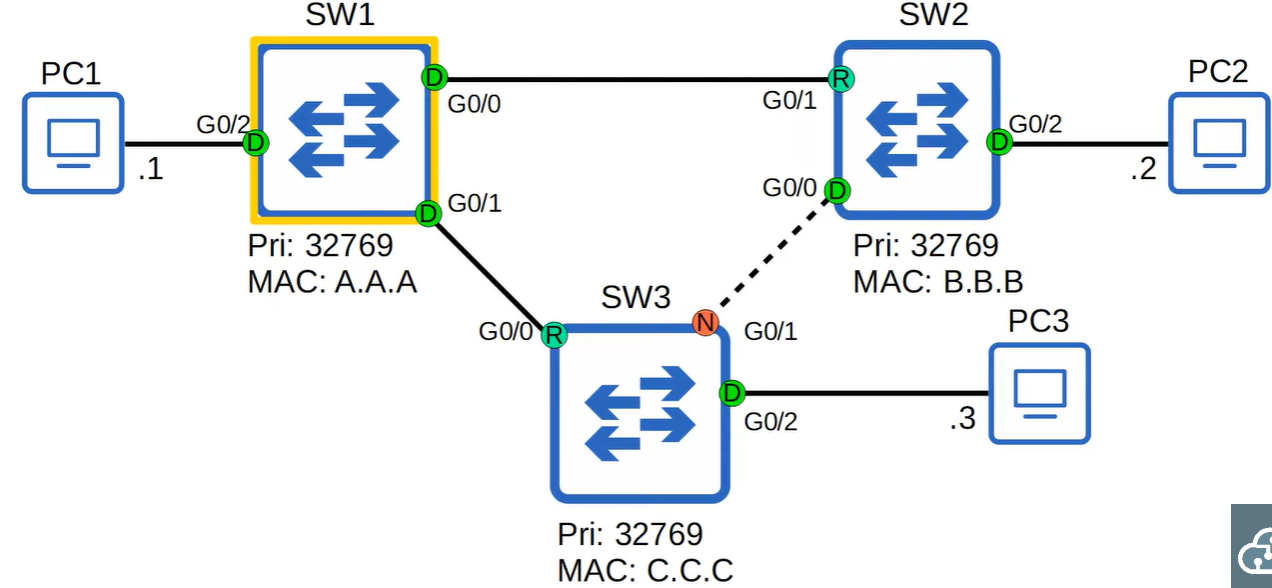 SW1
SW2
PC1
PC2
D
G0/0
R
G0/1
G0/2
D
D
G0/2
.1
.2
G0/0
D
D
G0/1
Pri: 32769
MAC: A.A.A
Pri: 32769
MAC: B.B.B
SW3
PC3
G0/0
R
N
G0/1
D
G0/2
.3
Pri: 32769
MAC: C.C.C